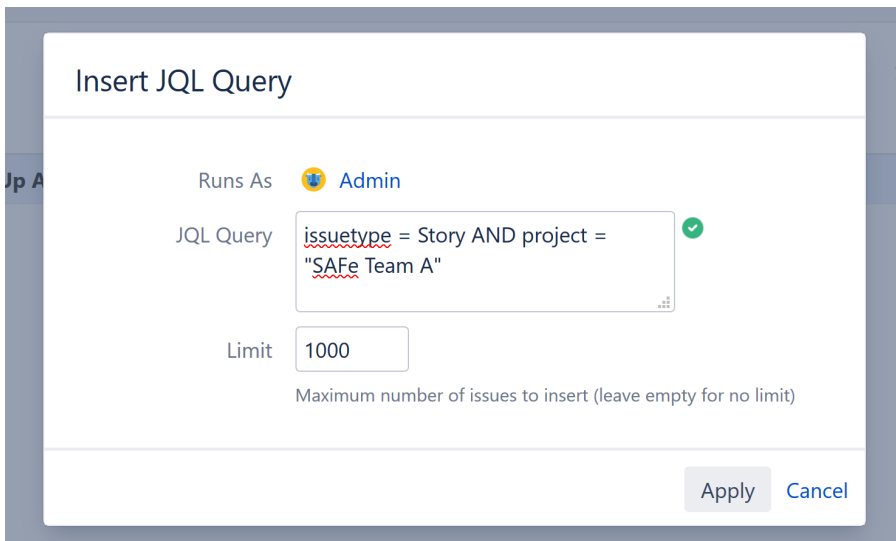 Insert JQL Query
Up A
Runs As Admin
JQL Query issuetype = Story AND project =
"SAFe Team A"
Limit 1000
Maximum number of issues to insert (leave empty for no limit)
Apply Cancel